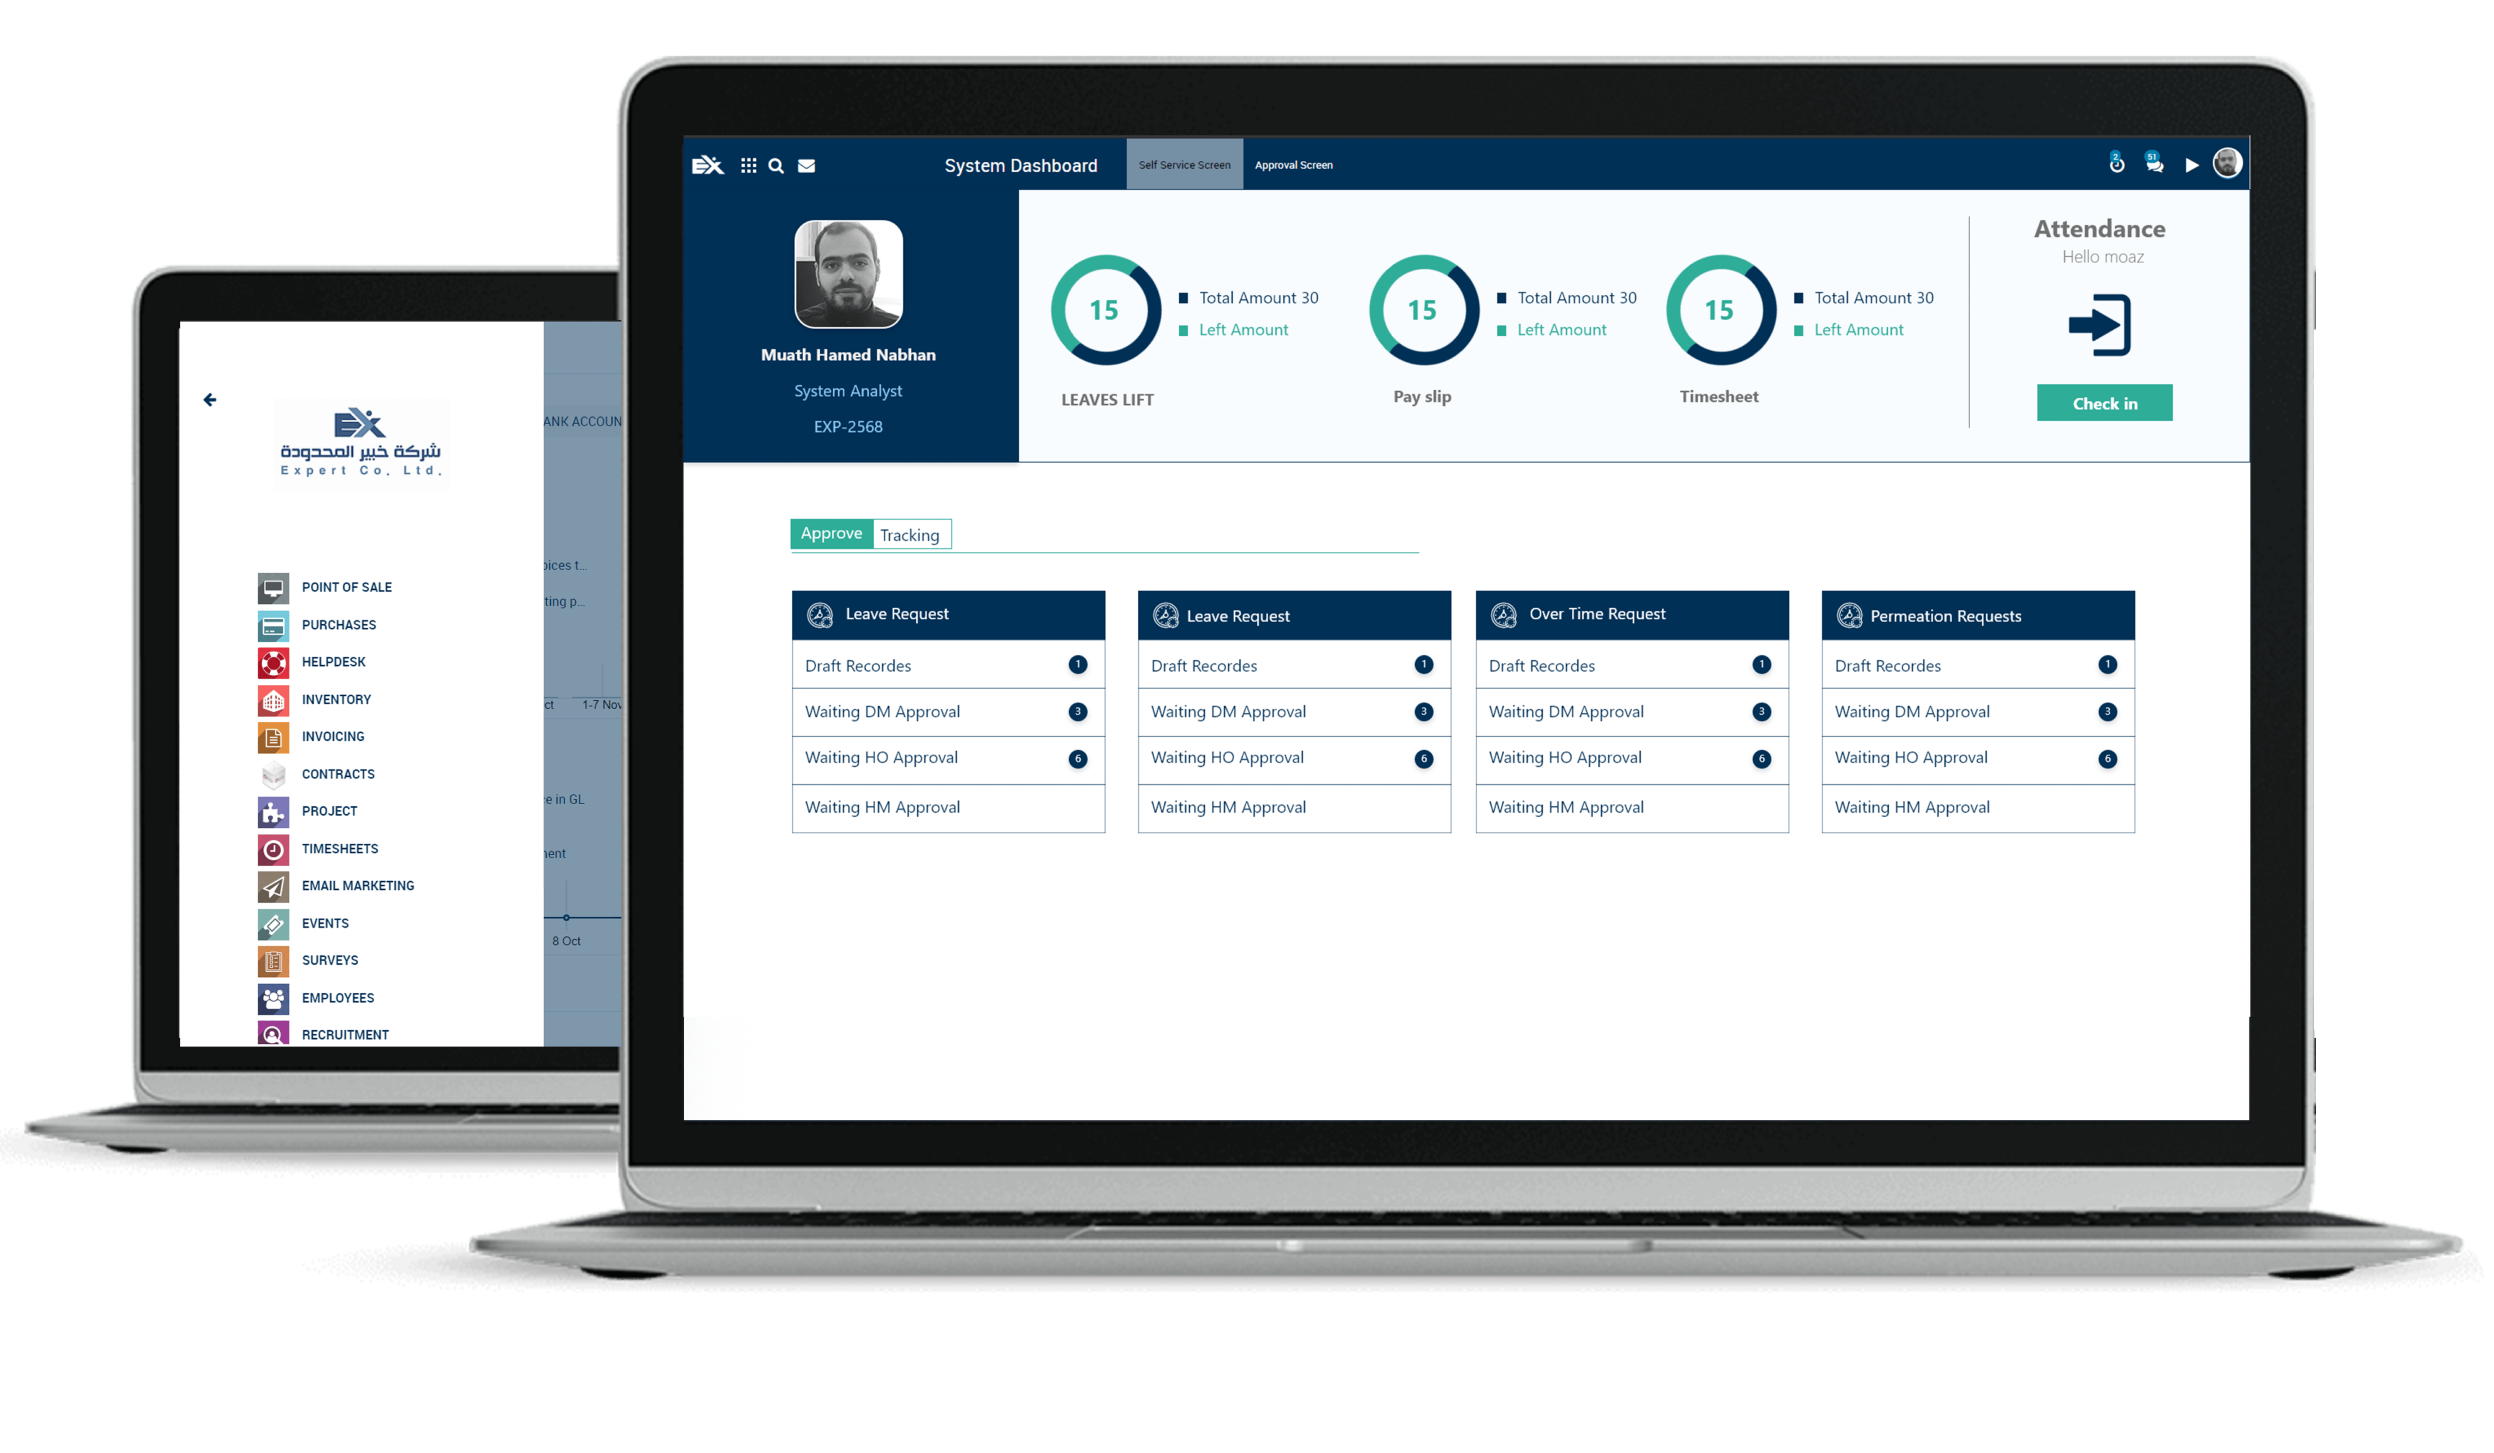 System Dashboard
Self Service Screen
Approval Screen
2
51
Muath Hamed Nabhan
System Analyst
EXP-2568
15
Total Amount 30
Left Amount
LEAVES LIFT
15
Total Amount 30
Left Amount
Pay slip
15
Total Amount 30
Left Amount
Timesheet
Attendance
Hello moaz
Check in
Approve
Tracking
Leave Request
Draft Recordes 1
Waiting DM Approval 3
Waiting HO Approval 6
Waiting HM Approval
Leave Request
Draft Recordes 1
Waiting DM Approval 3
Waiting HO Approval 6
Waiting HM Approval
Over Time Request
Draft Recordes 1
Waiting DM Approval 3
Waiting HO Approval 6
Waiting HM Approval
Permeation Requests
Draft Recordes 1
Waiting DM Approval 3
Waiting HO Approval 6
Waiting HM Approval
EX
شركة خبير المحدودة
Expert Co. Ltd.
POINT OF SALE
PURCHASES
HELPDESK
INVENTORY
INVOICING
CONTRACTS
PROJECT
TIMESHEETS
EMAIL MARKETING
EVENTS
SURVEYS
EMPLOYEES
RECRUITMENT
1-7 Nov
in GL
8 Oct